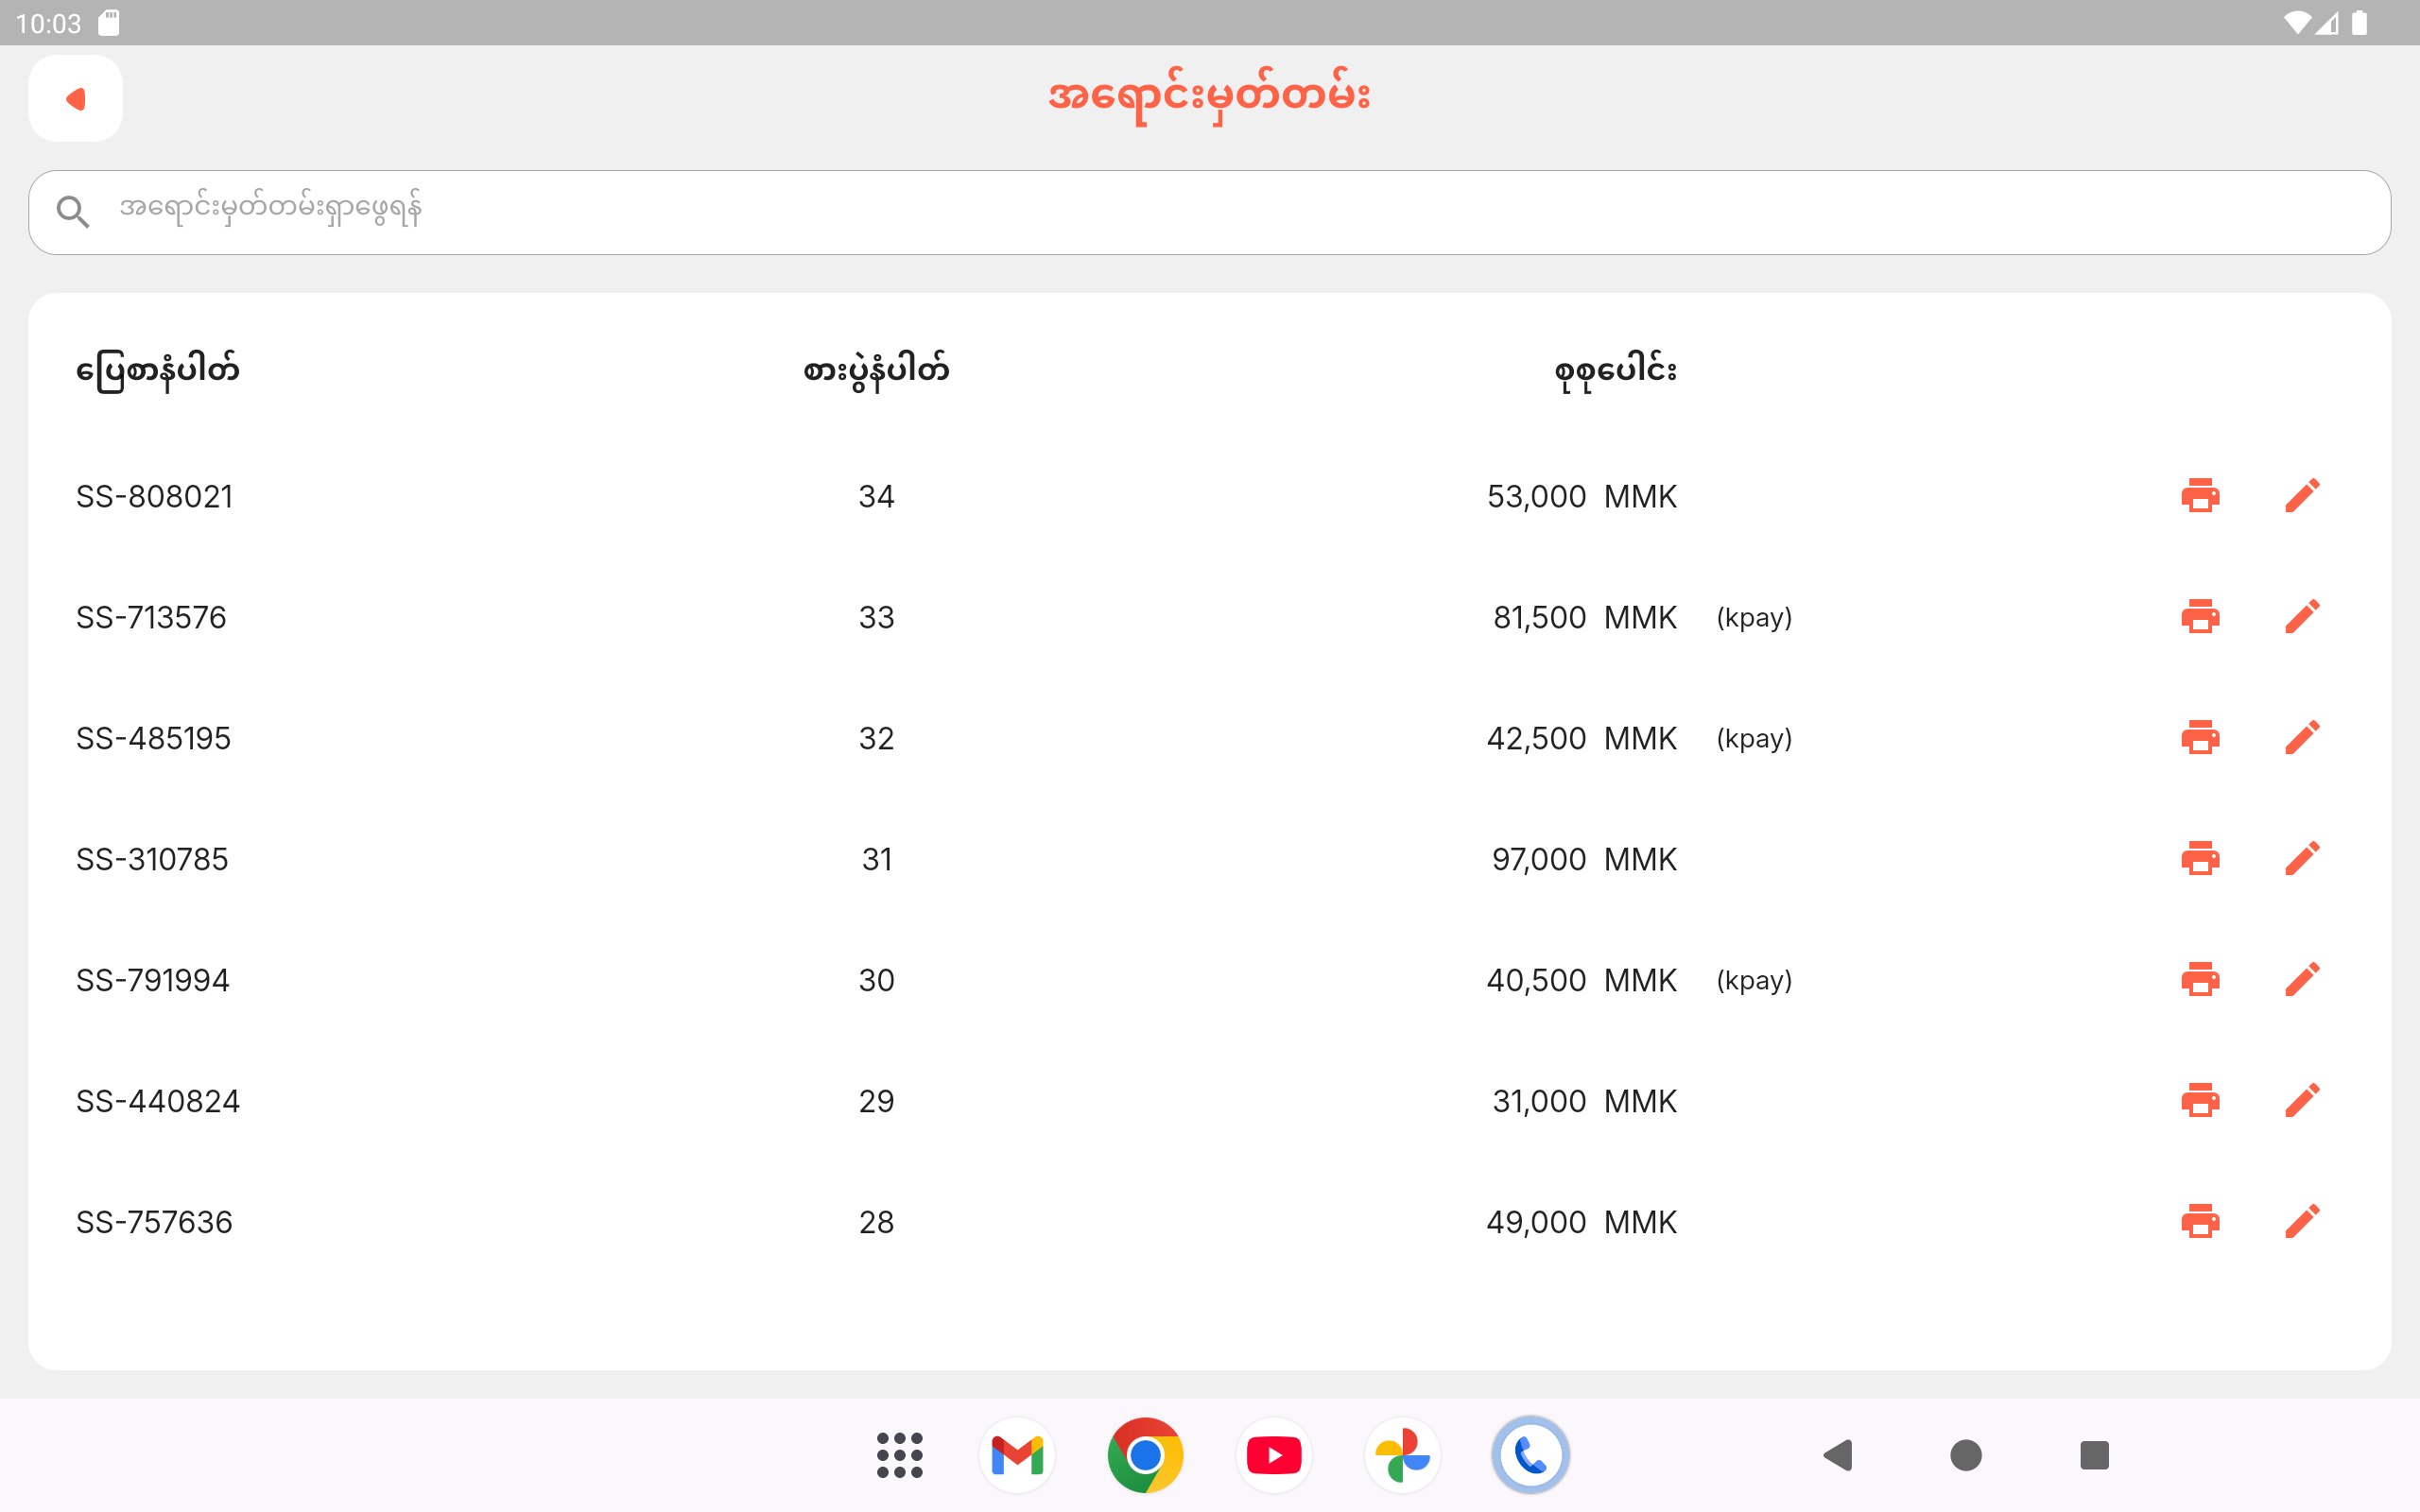 10:03
အရောင်းမှတ်တမ်း
အရောင်းမှတ်တမ်းရှာဖွေရန်
ပြေစာနံပါတ် စားပွဲနံပါတ် စုစုပေါင်း
SS-808021 34 53,000 MMK
SS-713576 33 81,500 MMK (kpay)
SS-485195 32 42,500 MMK (kpay)
SS-310785 31 97,000 MMK
SS-791994 30 40,500 MMK (kpay)
SS-440824 29 31,000 MMK
SS-757636 28 49,000 MMK